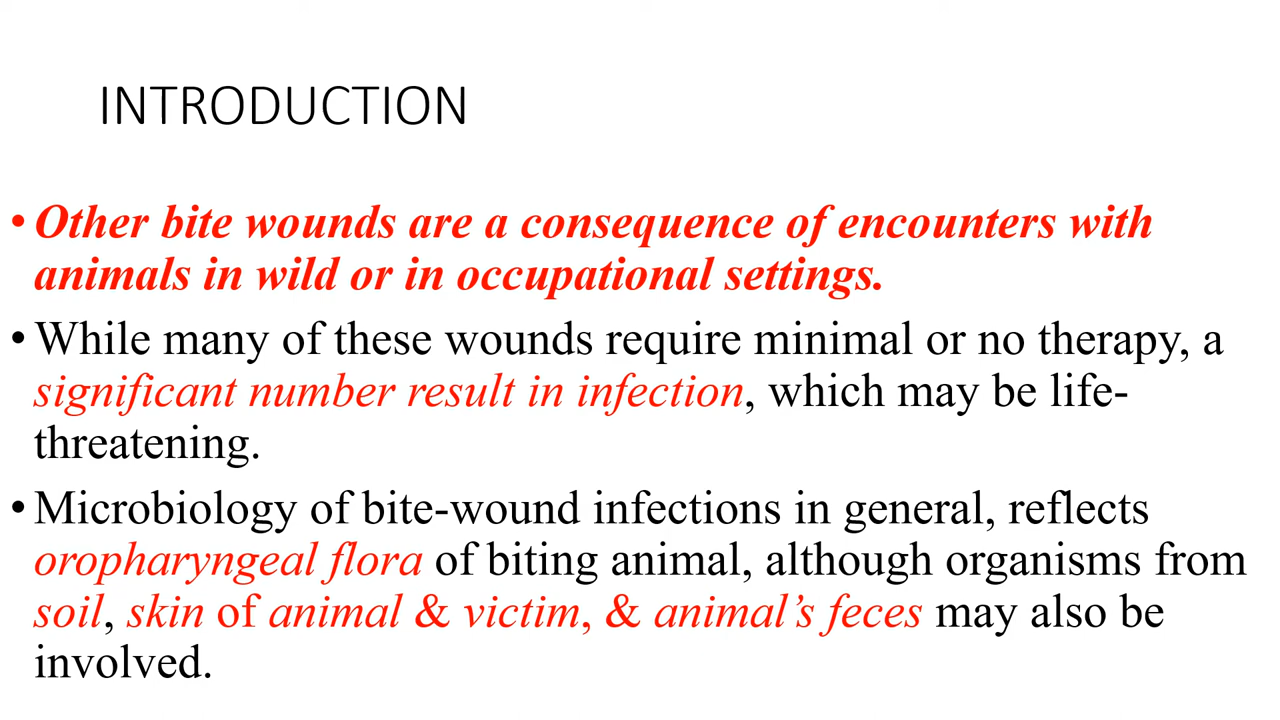 INTRODUCTION
• Other bite wounds are a consequence of encounters with
animals in wild or in occupational settings.
• While many of these wounds require minimal or no therapy, a
significant number result in infection, which may be life-
threatening.
• Microbiology of bite-wound infections in general, reflects
oropharyngeal flora of biting animal, although organisms from
soil, skin of animal & victim, & animal’s feces may also be
involved.